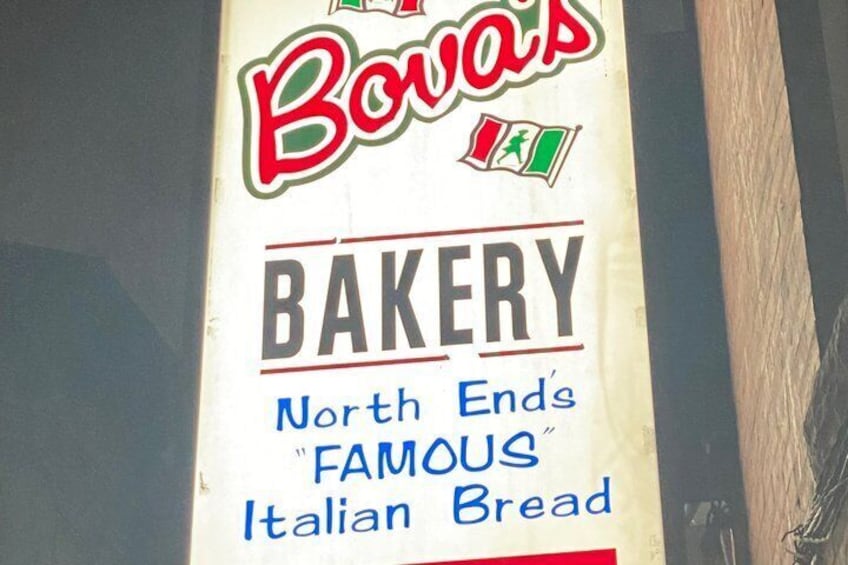 Bova's
BAKERY
North End's
"FAMOUS"
Italian Bread